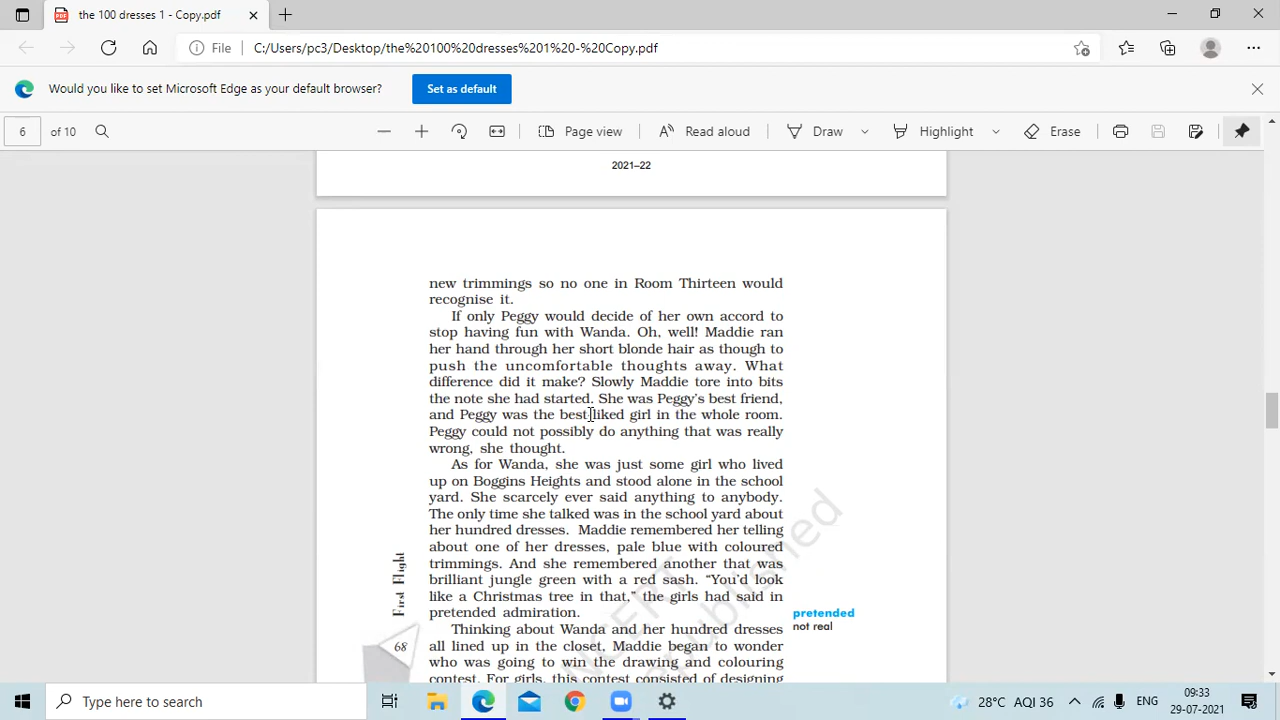 the 100 dresses 1 - Copy.pdf
File C:/Users/pc3/Desktop/the%20100%20dresses%201%20-%20Copy.pdf
Would you like to set Microsoft Edge as your default browser? Set as default
6 of 10 Page view Read aloud Draw Highlight Erase
2021–22
new trimmings so no one in Room Thirteen would
recognise it.
If only Peggy would decide of her own accord to
stop having fun with Wanda. Oh, well! Maddie ran
her hand through her short blonde hair as though to
push the uncomfortable thoughts away. What
difference did it make? Slowly Maddie tore into bits
the note she had started. She was Peggy's best friend,
and Peggy was the best liked girl in the whole room.
Peggy could not possibly do anything that was really
wrong, she thought.
As for Wanda, she was just some girl who lived
up on Boggins Heights and stood alone in the school
yard. She scarcely ever said anything to anybody.
The only time she talked was in the school yard about
her hundred dresses. Maddie remembered her telling
about one of her dresses, pale blue with coloured
trimmings. And she remembered another that was
brilliant jungle green with a red sash. “You'd look
like a Christmas tree in that,” the girls had said in
pretended admiration.
pretended
not real
Thinking about Wanda and her hundred dresses
all lined up in the closet, Maddie began to wonder
who was going to win the drawing and colouring
contest. For girls, this contest consisted of designing
First Flight
68
NCERT
republished
Type here to search
28°C AQI 36 ENG
09:33
29-07-2021